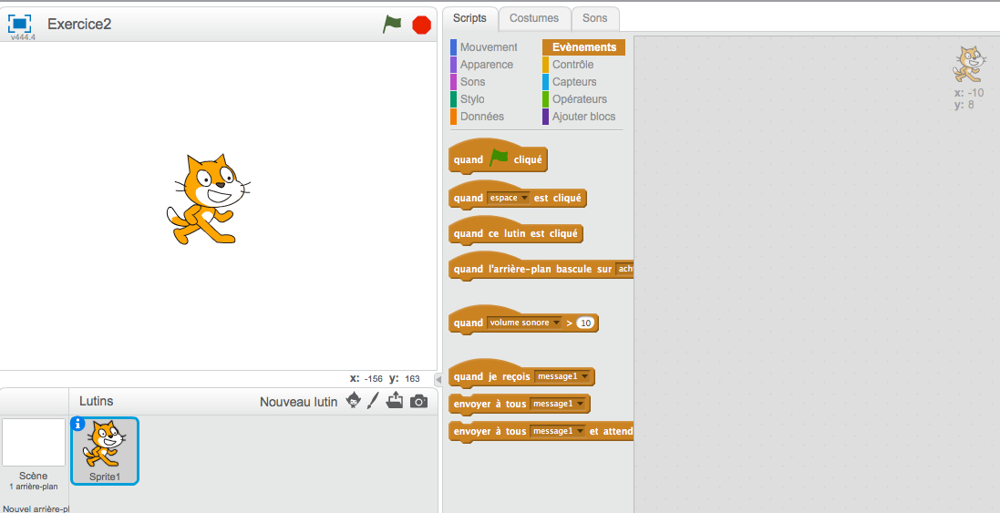 Exercice2
v444.4
x: -156 y: 163
Lutins
Nouveau lutin
Sprite1
Scène
1 arrière-plan
Nouvel arrière-pl
Scripts
Costumes
Sons
Mouvement
Evènements
Apparence
Contrôle
Sons
Capteurs
Stylo
Opérateurs
Données
Ajouter blocs
quand cliqué
quand espace est cliqué
quand ce lutin est cliqué
quand l'arrière-plan bascule sur ach
quand volume sonore > 10
quand je reçois message1
envoyer à tous message1
envoyer à tous message1 et attend
x: -10
y: 8